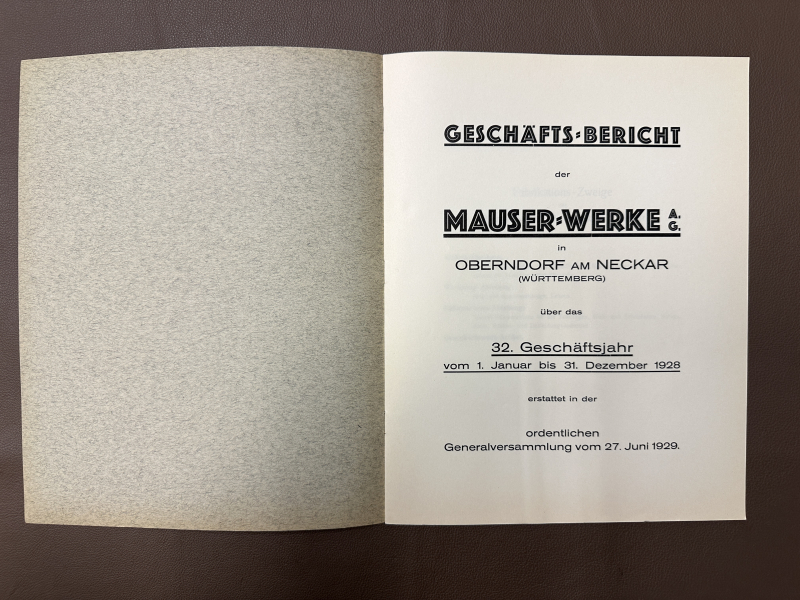 GESCHÄFTS-BERICHT
der
MAUSER-WERKE A. G.
in
OBERNDORF AM NECKAR
(WÜRTTEMBERG)
über das
32. Geschäftsjahr
vom 1. Januar bis 31. Dezember 1928
erstattet in der
ordentlichen
Generalversammlung vom 27. Juni 1929.